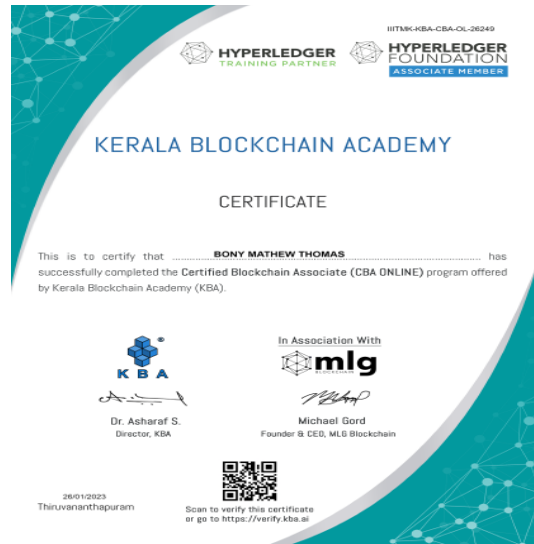 IIITMK-KBA-CBA-OL-26249
HYPERLEDGER
TRAINING PARTNER
HYPERLEDGER
FOUNDATION
ASSOCIATE MEMBER
KERALA BLOCKCHAIN ACADEMY
CERTIFICATE
This is to certify that ........ BONY MATHEW THOMAS ........ has
successfully completed the Certified Blockchain Associate (CBA ONLINE) program offered
by Kerala Blockchain Academy (KBA).
KBA
®
In Association With
mlg
BLOCKCHAIN
Dr. Asharaf S.
Director, KBA
Michael Gord
Founder & CEO, MLG Blockchain
26/01/2023
Thiruvananthapuram
Scan to verify this certificate
or go to https://verify.kba.ai